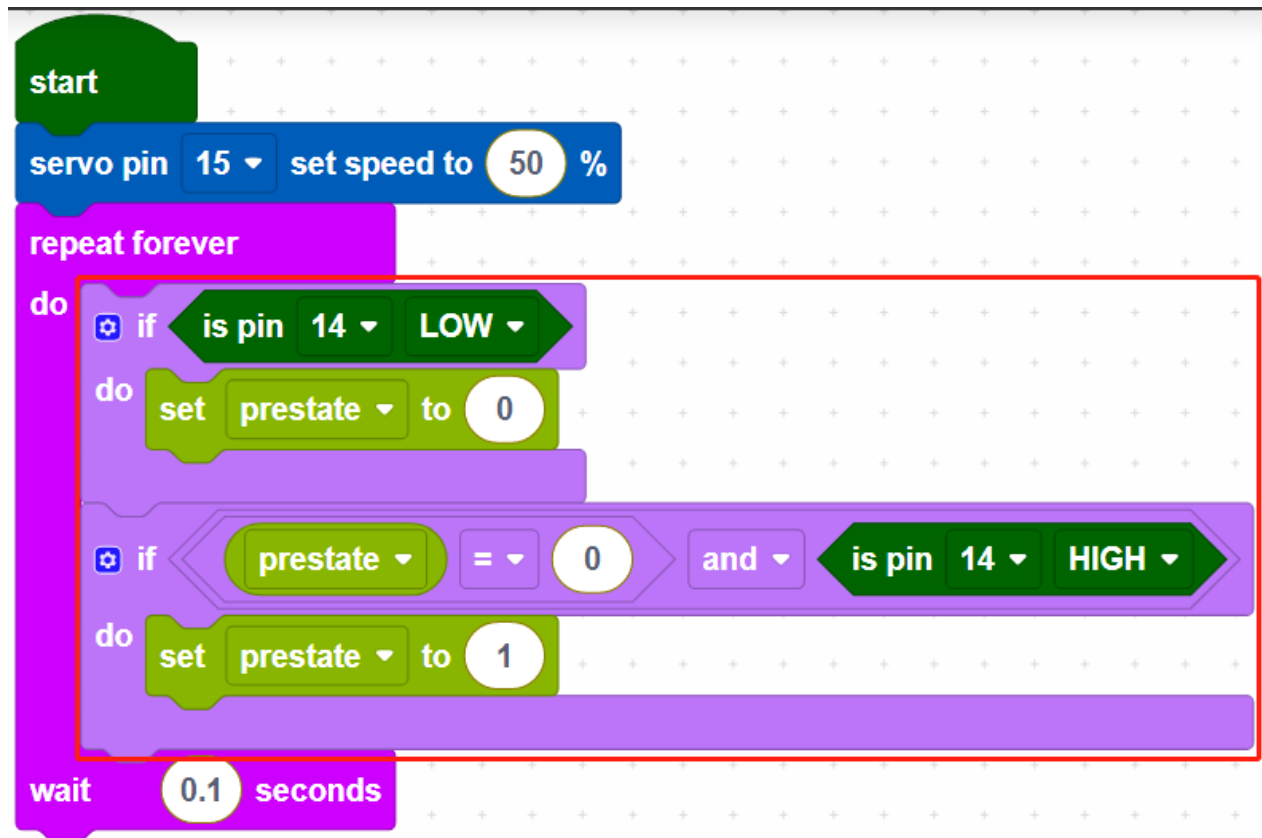 start
servo pin 15 set speed to 50 %
repeat forever
do if is pin 14 LOW
do set prestate to 0
if prestate = 0 and is pin 14 HIGH
do set prestate to 1
wait 0.1 seconds